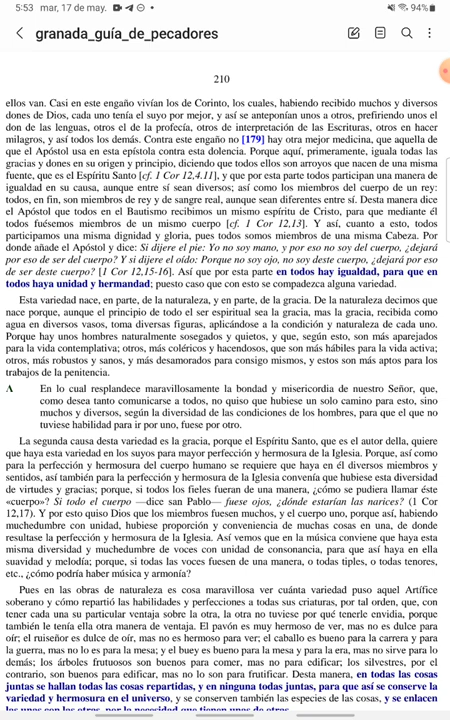 5:53 mar, 17 de may.
94%
granada_guía_de_pecadores
210
ellos van. Casi en este engaño vivían los de Corinto, los cuales, habiendo recibido muchos y diversos
dones de Dios, cada uno tenía el suyo por mejor, y así se anteponían unos a otros, prefiriendo unos el
don de las lenguas, otros el de la profecía, otros de interpretación de las Escrituras, otros en hacer
milagros, y así todos los demás. Contra este engaño no [179] hay otra mejor medicina, que aquella de
que el Apóstol usa en esta epístola contra esta dolencia. Porque aquí, primeramente, iguala todas las
gracias y dones en su origen y principio, diciendo que todos ellos son arroyos que nacen de una misma
fuente, que es el Espíritu Santo [cf. 1 Cor 12,4.11], y que por esta parte todos participan una manera de
igualdad en su causa, aunque entre sí sean diversos; así como los miembros del cuerpo de un rey:
todos, en fin, son miembros de rey y de sangre real, aunque sean diferentes entre sí. Desta manera dice
el Apóstol que todos en el Bautismo recibimos un mismo espíritu de Cristo, para que mediante él
todos fuésemos miembros de un mismo cuerpo [cf. 1 Cor 12,13]. Y así, cuanto a esto, todos
participamos una misma dignidad y gloria, pues todos somos miembros de una misma Cabeza. Por
donde añade el Apóstol y dice: Si dijere el pie: Yo no soy mano, y por eso no soy del cuerpo, ¿dejará
por eso de ser del cuerpo? Y si dijere el oído: Porque no soy ojo, no soy deste cuerpo, ¿dejará por eso
de ser deste cuerpo? [1 Cor 12,15-16]. Así que por esta parte en todos hay igualdad, para que en
todos haya unidad y hermandad; puesto caso que con esto se compadezca alguna variedad.
Esta variedad nace, en parte, de la naturaleza, y en parte, de la gracia. De la naturaleza decimos que
nace porque, aunque el principio de todo el ser espiritual sea la gracia, mas la gracia, recibida como
agua en diversos vasos, toma diversas figuras, aplicándose a la condición y naturaleza de cada uno.
Porque hay unos hombres naturalmente sosegados y quietos, y que, según esto, son más aparejados
para la vida contemplativa; otros, más coléricos y hacendosos, que son más hábiles para la vida activa;
otros, más robustos y sanos, y más desamorados para consigo mismos, y estos son más aptos para los
trabajos de la penitencia.
Λ En lo cual resplandece maravillosamente la bondad y misericordia de nuestro Señor, que,
como desea tanto comunicarse a todos, no quiso que hubiese un solo camino para esto, sino
muchos y diversos, según la diversidad de las condiciones de los hombres, para que el que no
tuviese habilidad para ir por uno, fuese por otro.
La segunda causa desta variedad es la gracia, porque el Espíritu Santo, que es el autor della, quiere
que haya esta variedad en los suyos para mayor perfección y hermosura de la Iglesia. Porque, así como
para la perfección y hermosura del cuerpo humano se requiere que haya en él diversos miembros y
sentidos, así también para la perfección y hermosura de la Iglesia convenía que hubiese esta diversidad
de virtudes y gracias; porque, si todos los fieles fueran de una manera, ¿cómo se pudiera llamar éste
«cuerpo»? Si todo el cuerpo —dice san Pablo— fuese ojos, ¿dónde estarían las narices? (1 Cor
12,17). Y por esto quiso Dios que los miembros fuesen muchos, y el cuerpo uno, porque así, habiendo
muchedumbre con unidad, hubiese proporción y conveniencia de muchas cosas en una, de donde
resultase la perfección y hermosura de la Iglesia. Así vemos que en la música conviene que haya esta
misma diversidad y muchedumbre de voces con unidad de consonancia, para que así haya en ella
suavidad y melodía; porque, si todas las voces fuesen de una manera, o todas tiples, o todas tenores,
etc., ¿cómo podría haber música y armonía?
Pues en las obras de naturaleza es cosa maravillosa ver cuánta variedad puso aquel Artífice
soberano y cómo repartió las habilidades y perfecciones a todas sus criaturas, por tal orden, que, con
tener cada una su particular ventaja sobre la otra, la otra no tuviese por qué tenerle envidia, porque
también le tenía ella otra manera de ventaja. El pavón es muy hermoso de ver, mas no es dulce para
oír; el ruiseñor es dulce de oír, mas no es hermoso para ver; el caballo es bueno para la carrera y para
la guerra, mas no lo es para la mesa; y el buey es bueno para la mesa y para la era, mas no sirve para lo
demás; los árboles frutuosos son buenos para comer, mas no para edificar; los silvestres, por el
contrario, son buenos para edificar, mas no lo son para frutificar. Desta manera, en todas las cosas
juntas se hallan todas las cosas repartidas, y en ninguna todas juntas, para que así se conserve la
variedad y hermosura en el universo, y se conserven también las especies de las cosas, y se enlacen
las unas con las otras, por la necesidad que tienen unas de otras